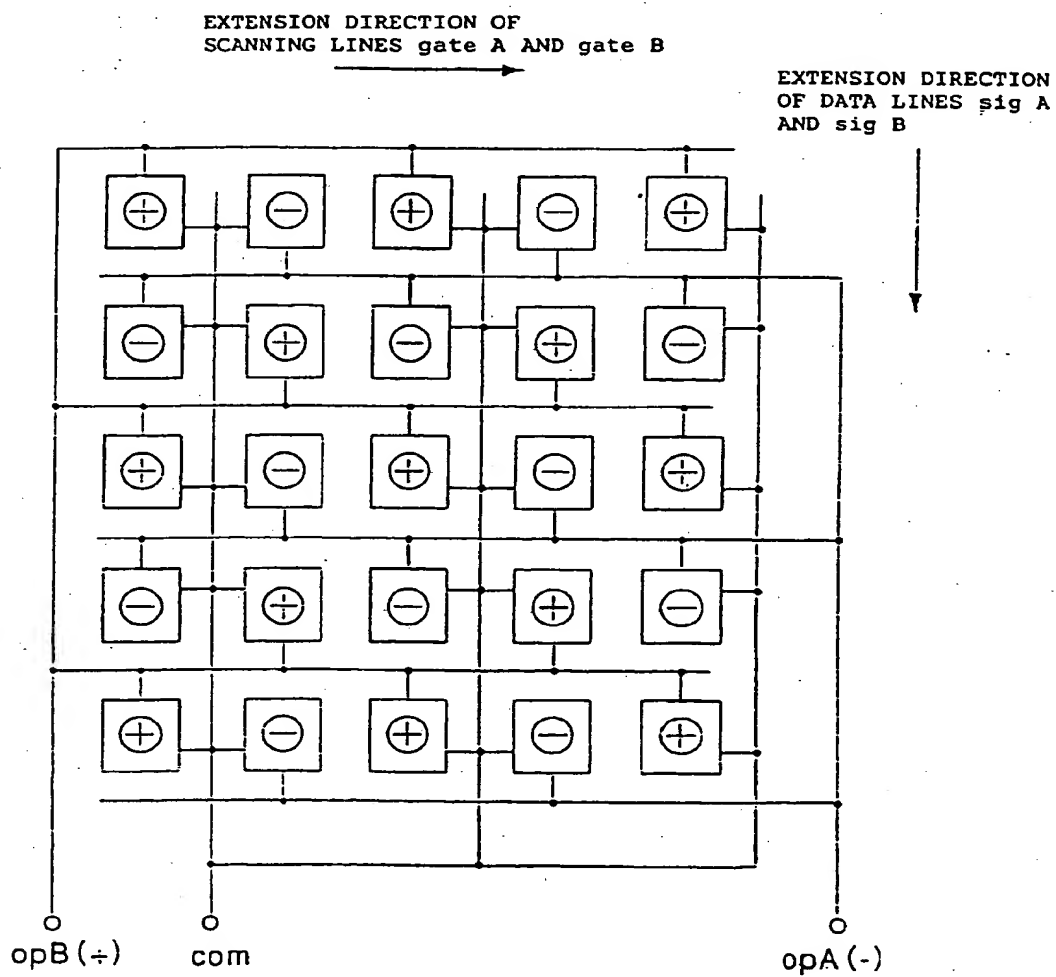 EXTENSION DIRECTION OF
SCANNING LINES gate A AND gate B
EXTENSION DIRECTION
OF DATA LINES sig A
AND sig B
+ − + − +
− + − + −
+ − + − +
− + − + −
+ − + − +
opB(÷) com opA(-)